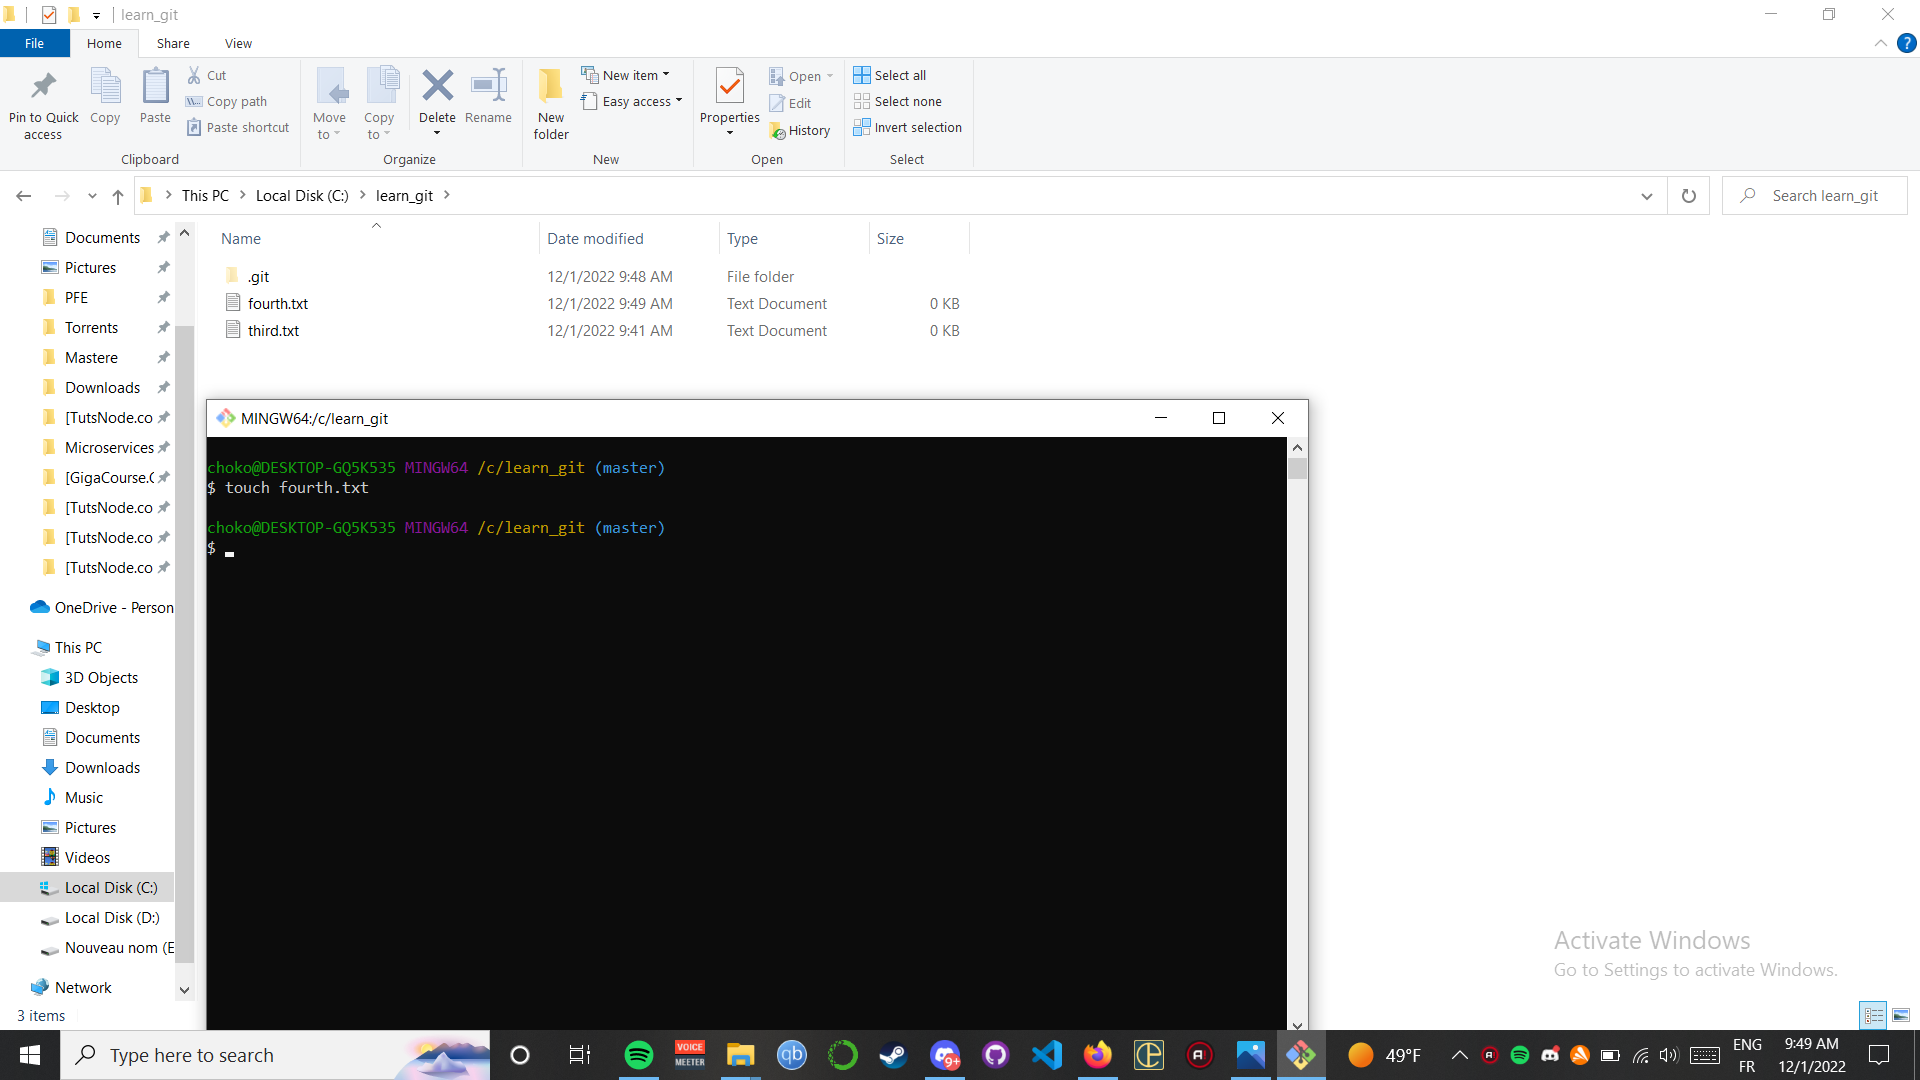 learn_git
File Home Share View
Pin to Quick access
Copy
Paste
Cut
Copy path
Paste shortcut
Clipboard
Move to
Copy to
Delete
Rename
Organize
New folder
New item
Easy access
New
Properties
Open
Edit
History
Open
Select all
Select none
Invert selection
Select
This PC > Local Disk (C:) > learn_git >
Search learn_git
Name Date modified Type Size
.git 12/1/2022 9:48 AM File folder
fourth.txt 12/1/2022 9:49 AM Text Document 0 KB
third.txt 12/1/2022 9:41 AM Text Document 0 KB
Documents
Pictures
PFE
Torrents
Mastere
Downloads
[TutsNode.co
Microservices
[GigaCourse.C
[TutsNode.co
[TutsNode.co
[TutsNode.co
OneDrive - Person
This PC
3D Objects
Desktop
Documents
Downloads
Music
Pictures
Videos
Local Disk (C:)
Local Disk (D:)
Nouveau nom (E
Network
3 items
MINGW64:/c/learn_git
choko@DESKTOP-GQ5K535 MINGW64 /c/learn_git (master)
$ touch fourth.txt
choko@DESKTOP-GQ5K535 MINGW64 /c/learn_git (master)
$
Activate Windows
Go to Settings to activate Windows.
Type here to search
VOICE
MEETER
qb
9+
49°F
ENG
FR
9:49 AM
12/1/2022